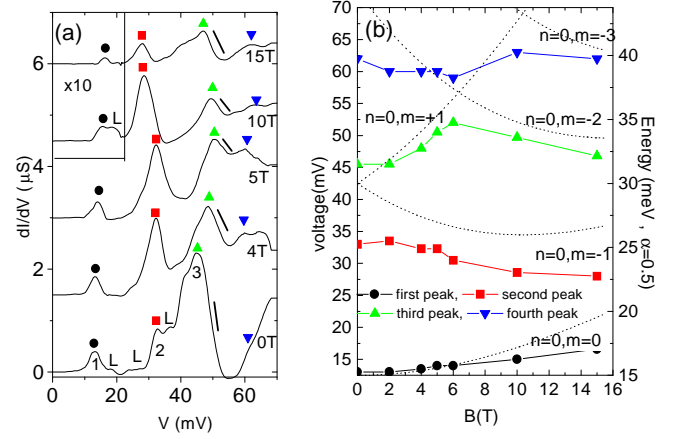 (a)
15T
x10
L
10T
5T
4T
3
L
1
L
L
2
0T
6
4
2
0
dI/dV (μS)
0
20
40
60
V (mV)
(b)
70
65
60
55
50
45
40
35
30
25
20
15
voltage(mV)
n=0,m=-3
n=0,m=+1
n=0,m=-2
n=0,m=-1
first peak,
second peak
third peak,
fourth peak
n=0,m=0
0
2
4
6
8
10
12
14
16
B(T)
40
35
30
25
20
15
Energy (meV , α=0.5)